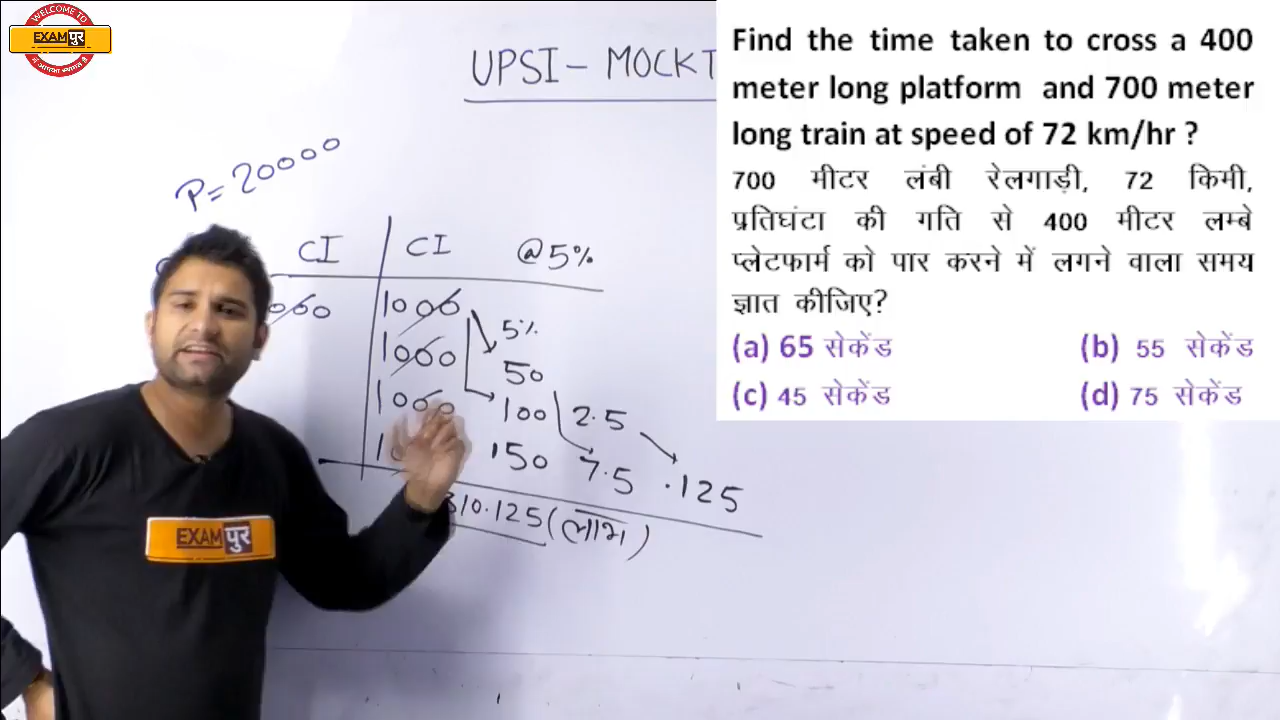 WELCOME TO
EXAMपुर
UPSI - MOCKT
P = 20000
CI CI @5%
000 1000
5%
1000
50
1000
100 2.5
150 7.5 .125
310.125 (लाभ)
EXAMपुर
Find the time taken to cross a 400
meter long platform and 700 meter
long train at speed of 72 km/hr ?
700 मीटर लंबी रेलगाड़ी, 72 किमी,
प्रतिघंटा की गति से 400 मीटर लम्बे
प्लेटफार्म को पार करने में लगने वाला समय
ज्ञात कीजिए?
(a) 65 सेकेंड (b) 55 सेकेंड
(c) 45 सेकेंड (d) 75 सेकेंड